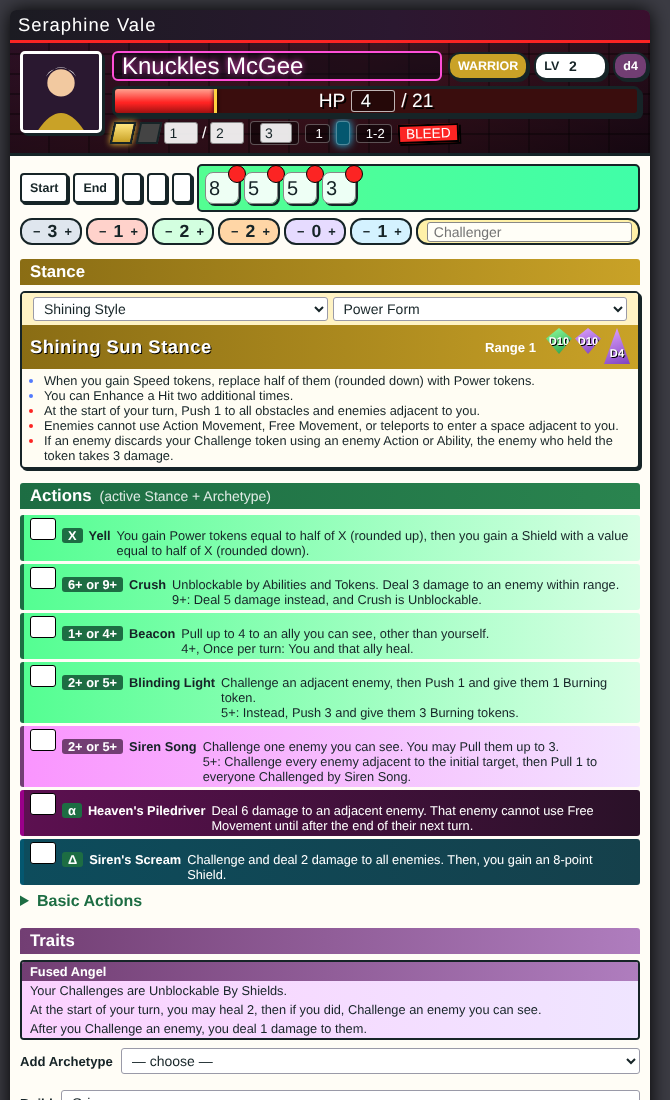 Seraphine Vale
Knuckles McGee WARRIOR LV 2 d4
HP 4 / 21
1 / 2 3 1 1-2 BLEED
Start End 8 5 5 3
− 3 + − 1 + − 2 + − 2 + − 0 + − 1 + Challenger
Stance
Shining Style Power Form
Shining Sun Stance Range 1 D10 D10 D4
When you gain Speed tokens, replace half of them (rounded down) with Power tokens.
You can Enhance a Hit two additional times.
At the start of your turn, Push 1 to all obstacles and enemies adjacent to you.
Enemies cannot use Action Movement, Free Movement, or teleports to enter a space adjacent to you.
If an enemy discards your Challenge token using an enemy Action or Ability, the enemy who held the
token takes 3 damage.
Actions (active Stance + Archetype)
X Yell You gain Power tokens equal to half of X (rounded up), then you gain a Shield with a value
equal to half of X (rounded down).
6+ or 9+ Crush Unblockable by Abilities and Tokens. Deal 3 damage to an enemy within range.
9+: Deal 5 damage instead, and Crush is Unblockable.
1+ or 4+ Beacon Pull up to 4 to an ally you can see, other than yourself.
4+, Once per turn: You and that ally heal.
2+ or 5+ Blinding Light Challenge an adjacent enemy, then Push 1 and give them 1 Burning
token.
5+: Instead, Push 3 and give them 3 Burning tokens.
2+ or 5+ Siren Song Challenge one enemy you can see. You may Pull them up to 3.
5+: Challenge every enemy adjacent to the initial target, then Pull 1 to
everyone Challenged by Siren Song.
α Heaven's Piledriver Deal 6 damage to an adjacent enemy. That enemy cannot use Free
Movement until after the end of their next turn.
Δ Siren's Scream Challenge and deal 2 damage to all enemies. Then, you gain an 8-point
Shield.
Basic Actions
Traits
Fused Angel
Your Challenges are Unblockable By Shields.
At the start of your turn, you may heal 2, then if you did, Challenge an enemy you can see.
After you Challenge an enemy, you deal 1 damage to them.
Add Archetype — choose —